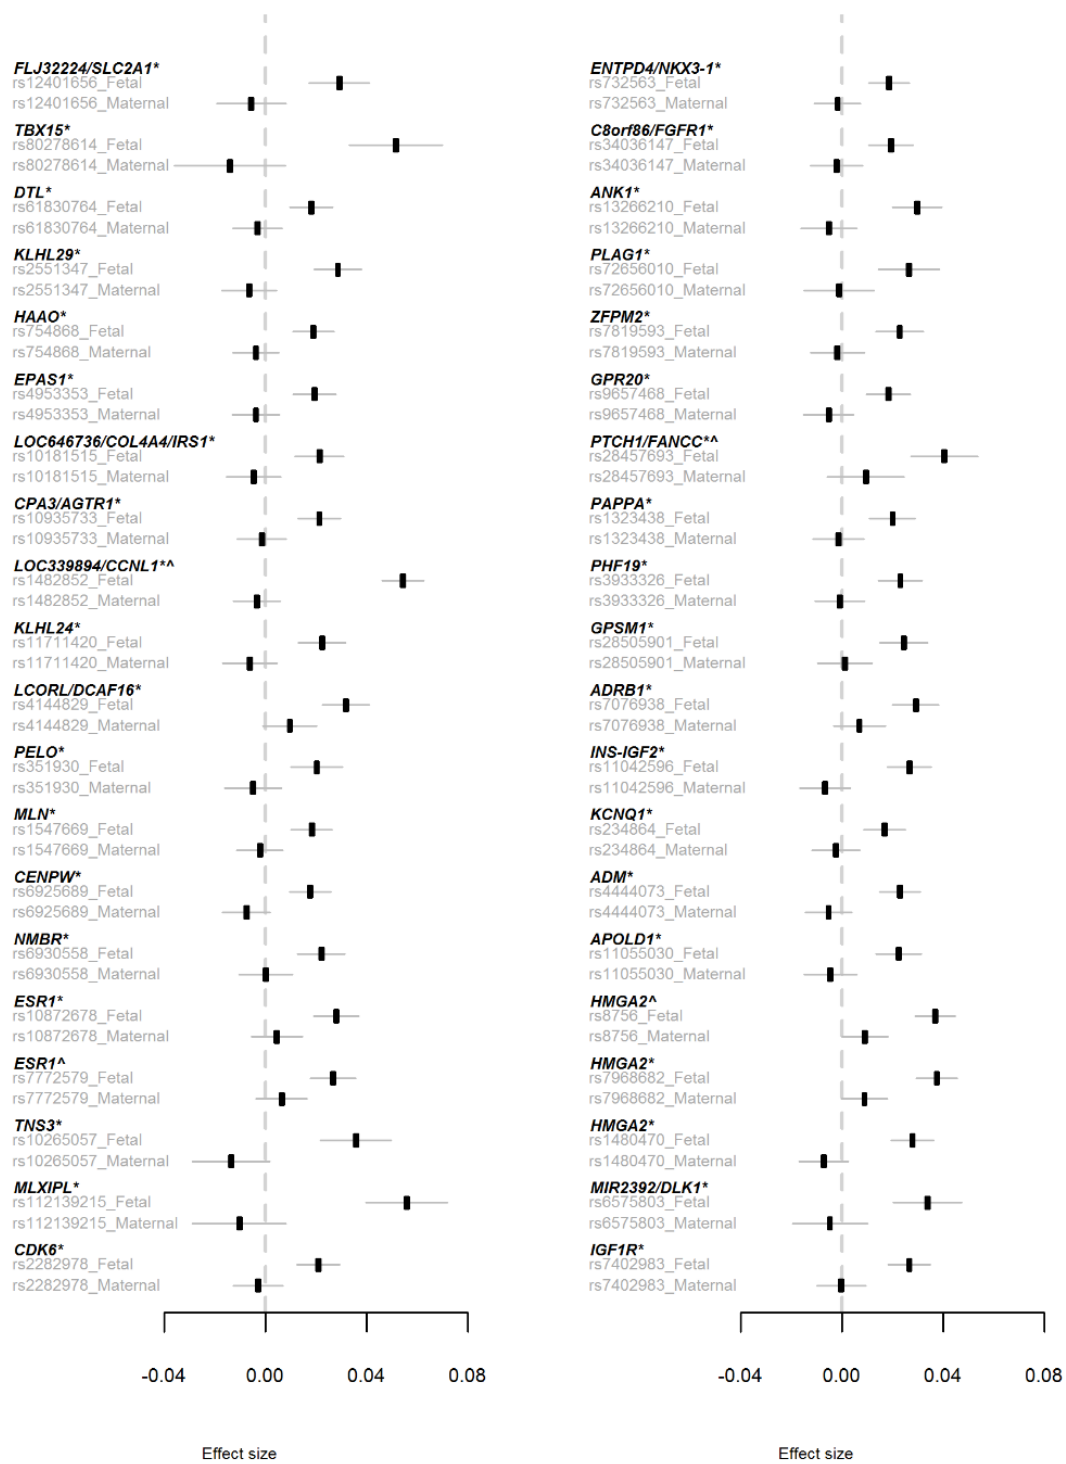 FLJ32224/SLC2A1*
rs12401656_Fetal
rs12401656_Maternal
TBX15*
rs80278614_Fetal
rs80278614_Maternal
DTL*
rs61830764_Fetal
rs61830764_Maternal
KLHL29*
rs2551347_Fetal
rs2551347_Maternal
HAAO*
rs754868_Fetal
rs754868_Maternal
EPAS1*
rs4953353_Fetal
rs4953353_Maternal
LOC646736/COL4A4/IRS1*
rs10181515_Fetal
rs10181515_Maternal
CPA3/AGTR1*
rs10935733_Fetal
rs10935733_Maternal
LOC339894/CCNL1*^
rs1482852_Fetal
rs1482852_Maternal
KLHL24*
rs11711420_Fetal
rs11711420_Maternal
LCORL/DCAF16*
rs4144829_Fetal
rs4144829_Maternal
PELO*
rs351930_Fetal
rs351930_Maternal
MLN*
rs1547669_Fetal
rs1547669_Maternal
CENPW*
rs6925689_Fetal
rs6925689_Maternal
NMBR*
rs6930558_Fetal
rs6930558_Maternal
ESR1*
rs10872678_Fetal
rs10872678_Maternal
ESR1^
rs7772579_Fetal
rs7772579_Maternal
TNS3*
rs10265057_Fetal
rs10265057_Maternal
MLXIPL*
rs112139215_Fetal
rs112139215_Maternal
CDK6*
rs2282978_Fetal
rs2282978_Maternal
-0.04 0.00 0.04 0.08
Effect size
ENTPD4/NKX3-1*
rs732563_Fetal
rs732563_Maternal
C8orf86/FGFR1*
rs34036147_Fetal
rs34036147_Maternal
ANK1*
rs13266210_Fetal
rs13266210_Maternal
PLAG1*
rs72656010_Fetal
rs72656010_Maternal
ZFPM2*
rs7819593_Fetal
rs7819593_Maternal
GPR20*
rs9657468_Fetal
rs9657468_Maternal
PTCH1/FANCC*^
rs28457693_Fetal
rs28457693_Maternal
PAPPA*
rs1323438_Fetal
rs1323438_Maternal
PHF19*
rs3933326_Fetal
rs3933326_Maternal
GPSM1*
rs28505901_Fetal
rs28505901_Maternal
ADRB1*
rs7076938_Fetal
rs7076938_Maternal
INS-IGF2*
rs11042596_Fetal
rs11042596_Maternal
KCNQ1*
rs234864_Fetal
rs234864_Maternal
ADM*
rs4444073_Fetal
rs4444073_Maternal
APOLD1*
rs11055030_Fetal
rs11055030_Maternal
HMGA2^
rs8756_Fetal
rs8756_Maternal
HMGA2*
rs7968682_Fetal
rs7968682_Maternal
HMGA2*
rs1480470_Fetal
rs1480470_Maternal
MIR2392/DLK1*
rs6575803_Fetal
rs6575803_Maternal
IGF1R*
rs7402983_Fetal
rs7402983_Maternal
-0.04 0.00 0.04 0.08
Effect size